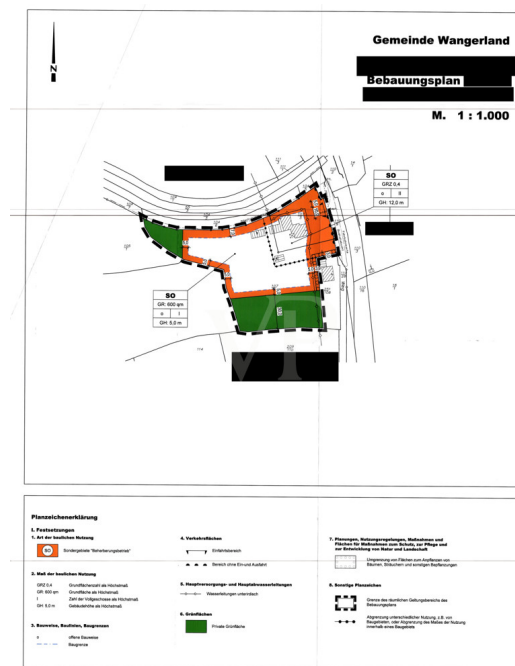 Gemeinde Wangerland
Bebauungsplan
M. 1 : 1.000
N
SO
GRZ 0,4
o II
GH: 12,0 m
SO
GR: 600 qm
o I
GH: 5,0 m
VP
Planzeichenerklärung
I. Festsetzungen
1. Art der baulichen Nutzung
SO Sondergebiete "Beherbergungsbetrieb"
2. Maß der baulichen Nutzung
GRZ 0,4 Grundflächenzahl als Höchstmaß
GR: 600 qm Grundfläche als Höchstmaß
I Zahl der Vollgeschosse als Höchstmaß
GH: 5,0 m Gebäudehöhe als Höchstmaß
3. Bauweise, Baulinien, Baugrenzen
o offene Bauweise
Baugrenze
4. Verkehrsflächen
Einfahrtsbereich
Bereich ohne Ein-und Ausfahrt
5. Hauptversorgungs- und Hauptabwasserleitungen
Wasserleitungen unterirdisch
6. Grünflächen
Private Grünfläche
7. Planungen, Nutzungsregelungen, Maßnahmen und
Flächen für Maßnahmen zum Schutz, zur Pflege und
zur Entwicklung von Natur und Landschaft
Umgrenzung von Flächen zum Anpflanzen von
Bäumen, Sträuchern und sonstigen Bepflanzungen
8. Sonstige Planzeichen
Grenze des räumlichen Geltungsbereichs des
Bebauungsplans
Abgrenzung unterschiedlicher Nutzung, z.B. von
Baugebieten, oder Abgrenzung des Maßes der Nutzung
innerhalb eines Baugebiets